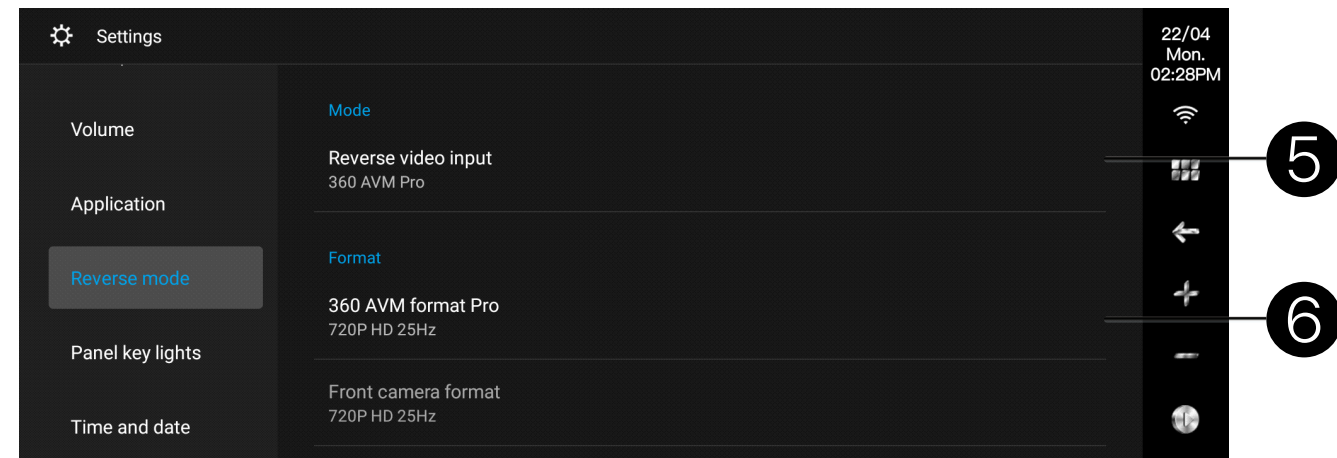 Settings
Volume
Application
Reverse mode
Panel key lights
Time and date
Mode
Reverse video input
360 AVM Pro
Format
360 AVM format Pro
720P HD 25Hz
Front camera format
720P HD 25Hz
22/04
Mon.
02:28PM
5
6